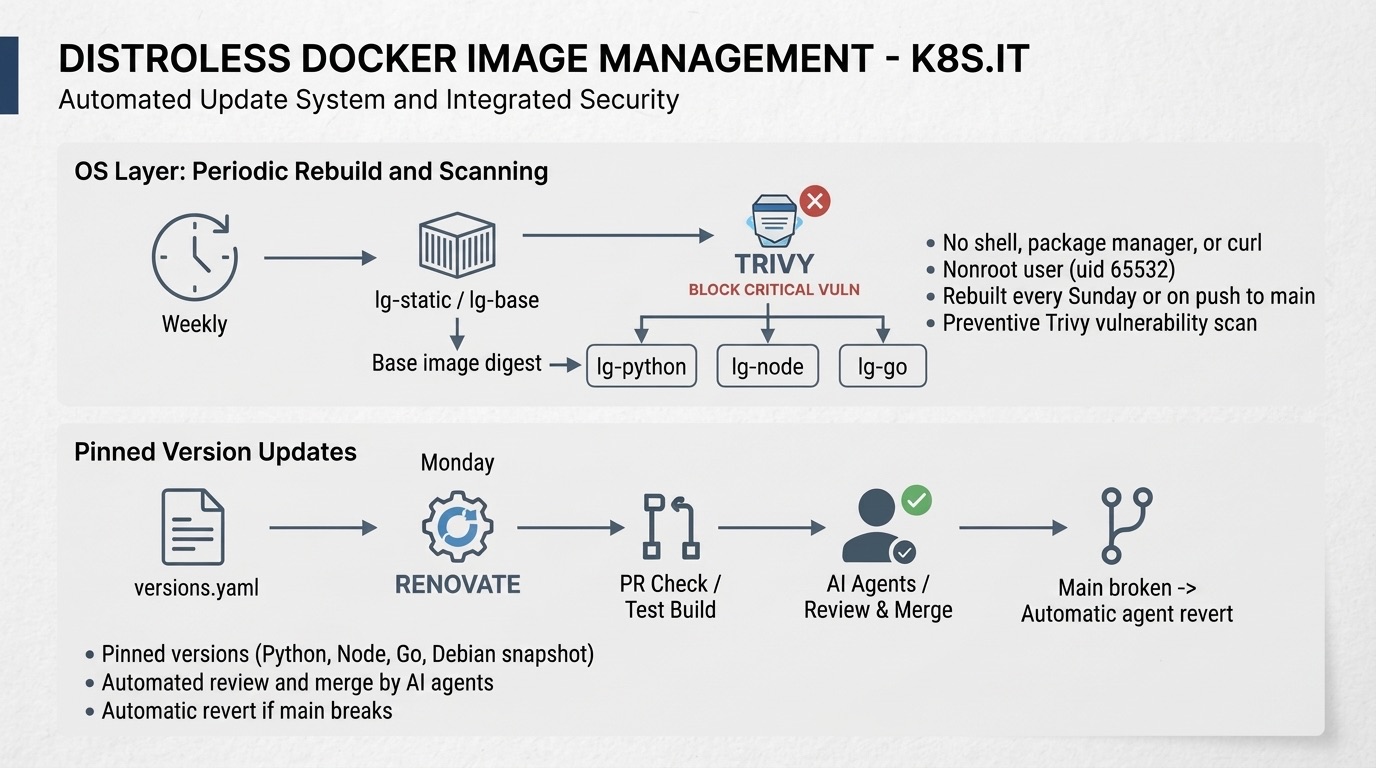 DISTROLESS DOCKER IMAGE MANAGEMENT - K8S.IT
Automated Update System and Integrated Security
OS Layer: Periodic Rebuild and Scanning
Weekly
lg-static / lg-base
Base image digest
TRIVY
BLOCK CRITICAL VULN
lg-python
lg-node
lg-go
• No shell, package manager, or curl
• Nonroot user (uid 65532)
• Rebuilt every Sunday or on push to main
• Preventive Trivy vulnerability scan
Pinned Version Updates
versions.yaml
Monday
RENOVATE
PR Check /
Test Build
AI Agents /
Review & Merge
Main broken ->
Automatic agent revert
• Pinned versions (Python, Node, Go, Debian snapshot)
• Automated review and merge by AI agents
• Automatic revert if main breaks